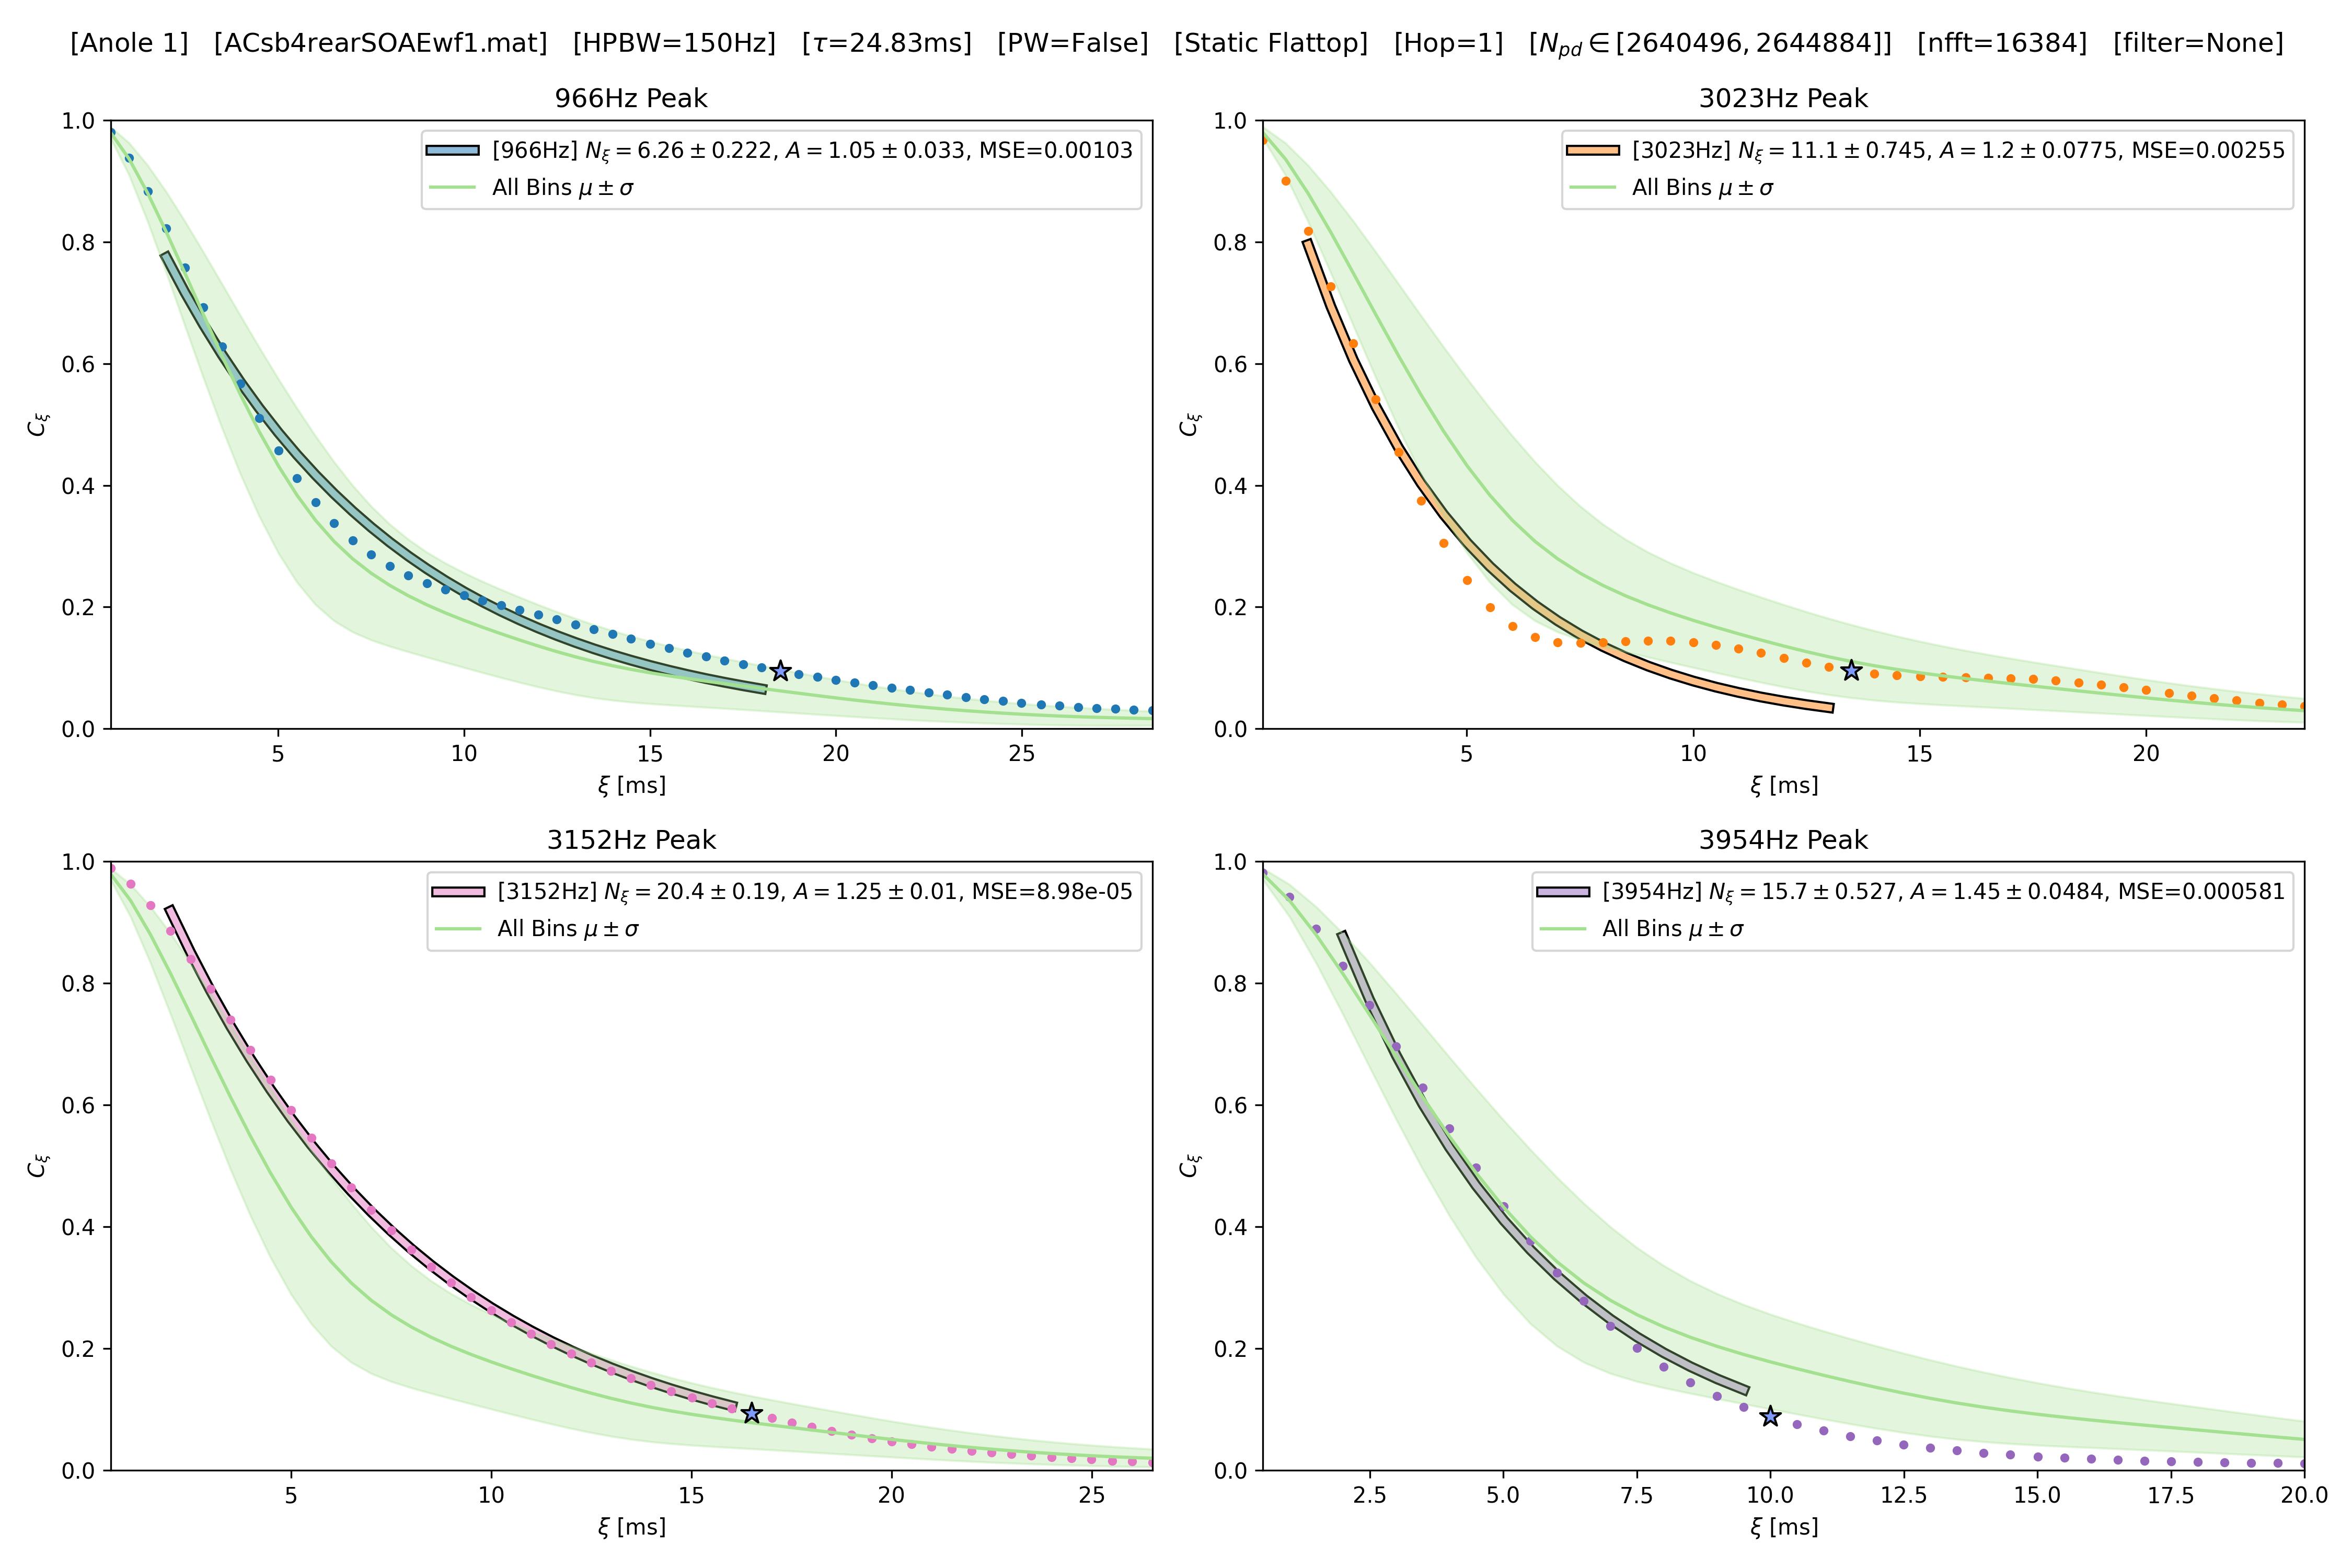 [Anole 1] [ACsb4rearSOAEwf1.mat] [HPBW=150Hz] [τ=24.83ms] [PW=False] [Static Flattop] [Hop=1] [N_pd ∈ [2640496, 2644884]] [nfft=16384] [filter=None]
966Hz Peak
[966Hz] N_ξ = 6.26 ± 0.222, A = 1.05 ± 0.033, MSE=0.00103
All Bins μ ± σ
1.0
0.8
0.6
0.4
0.2
0.0
C_ξ
5 10 15 20 25
ξ [ms]
3023Hz Peak
[3023Hz] N_ξ = 11.1 ± 0.745, A = 1.2 ± 0.0775, MSE=0.00255
All Bins μ ± σ
1.0
0.8
0.6
0.4
0.2
0.0
C_ξ
5 10 15 20
ξ [ms]
3152Hz Peak
[3152Hz] N_ξ = 20.4 ± 0.19, A = 1.25 ± 0.01, MSE=8.98e-05
All Bins μ ± σ
1.0
0.8
0.6
0.4
0.2
0.0
C_ξ
5 10 15 20 25
ξ [ms]
3954Hz Peak
[3954Hz] N_ξ = 15.7 ± 0.527, A = 1.45 ± 0.0484, MSE=0.000581
All Bins μ ± σ
1.0
0.8
0.6
0.4
0.2
0.0
C_ξ
2.5 5.0 7.5 10.0 12.5 15.0 17.5 20.0
ξ [ms]